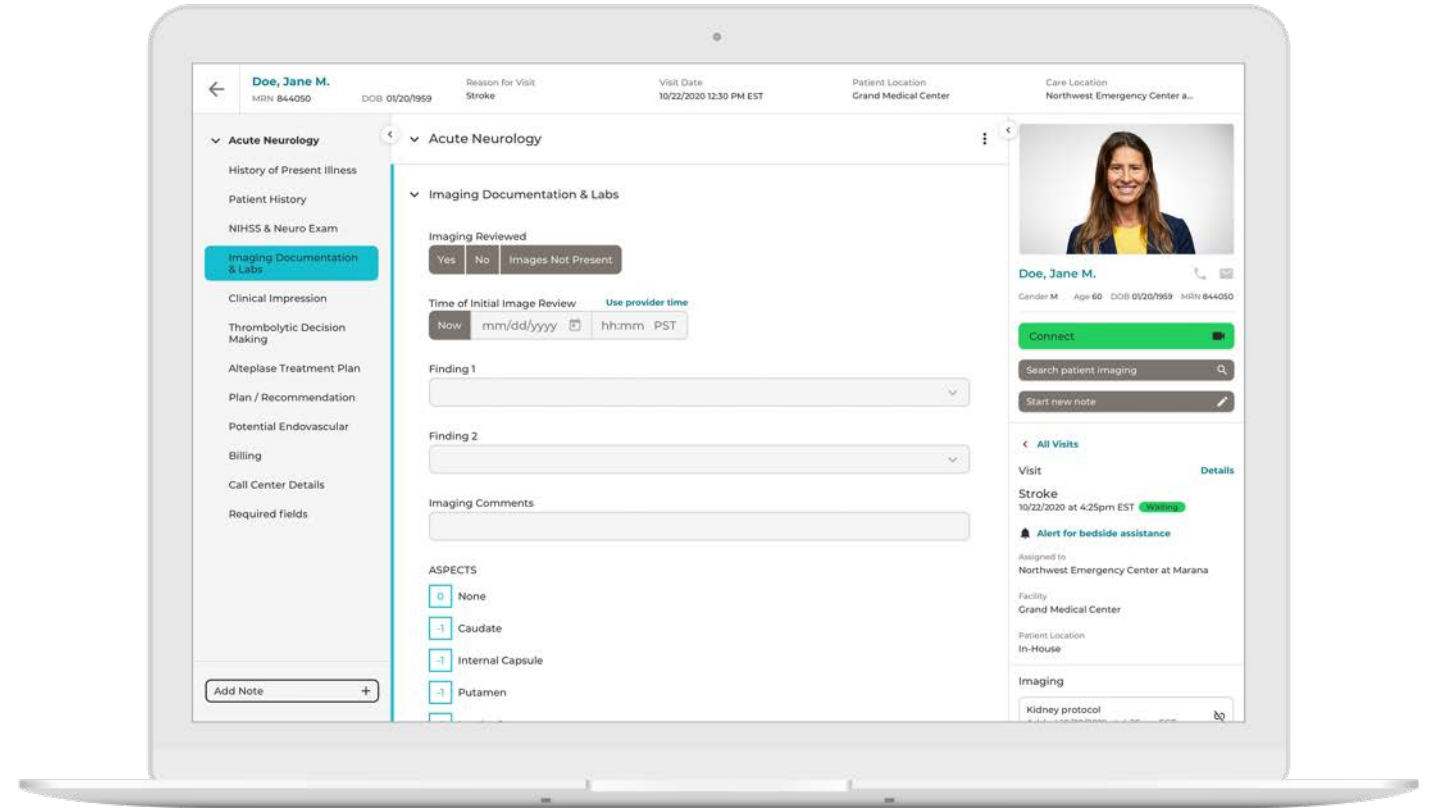 Doe, Jane M.
MRN 844050 DOB 01/20/1959
Reason for Visit
Stroke
Visit Date
10/22/2020 12:30 PM EST
Patient Location
Grand Medical Center
Care Location
Northwest Emergency Center a...
Acute Neurology
History of Present Illness
Patient History
NIHSS & Neuro Exam
Imaging Documentation
& Labs
Clinical Impression
Thrombolytic Decision
Making
Alteplase Treatment Plan
Plan / Recommendation
Potential Endovascular
Billing
Call Center Details
Required fields
Add Note +
Acute Neurology
Imaging Documentation & Labs
Imaging Reviewed
Yes No Images Not Present
Time of Initial Image Review Use provider time
Now mm/dd/yyyy hh:mm PST
Finding 1
Finding 2
Imaging Comments
ASPECTS
0 None
-1 Caudate
-1 Internal Capsule
-1 Putamen
Doe, Jane M.
Gender M Age 60 DOB 01/20/1959 MRN 844050
Connect
Search patient imaging
Start new note
All Visits
Visit Details
Stroke
10/22/2020 at 4:25pm EST Waiting
Alert for bedside assistance
Assigned to
Northwest Emergency Center at Marana
Facility
Grand Medical Center
Patient Location
In-House
Imaging
Kidney protocol